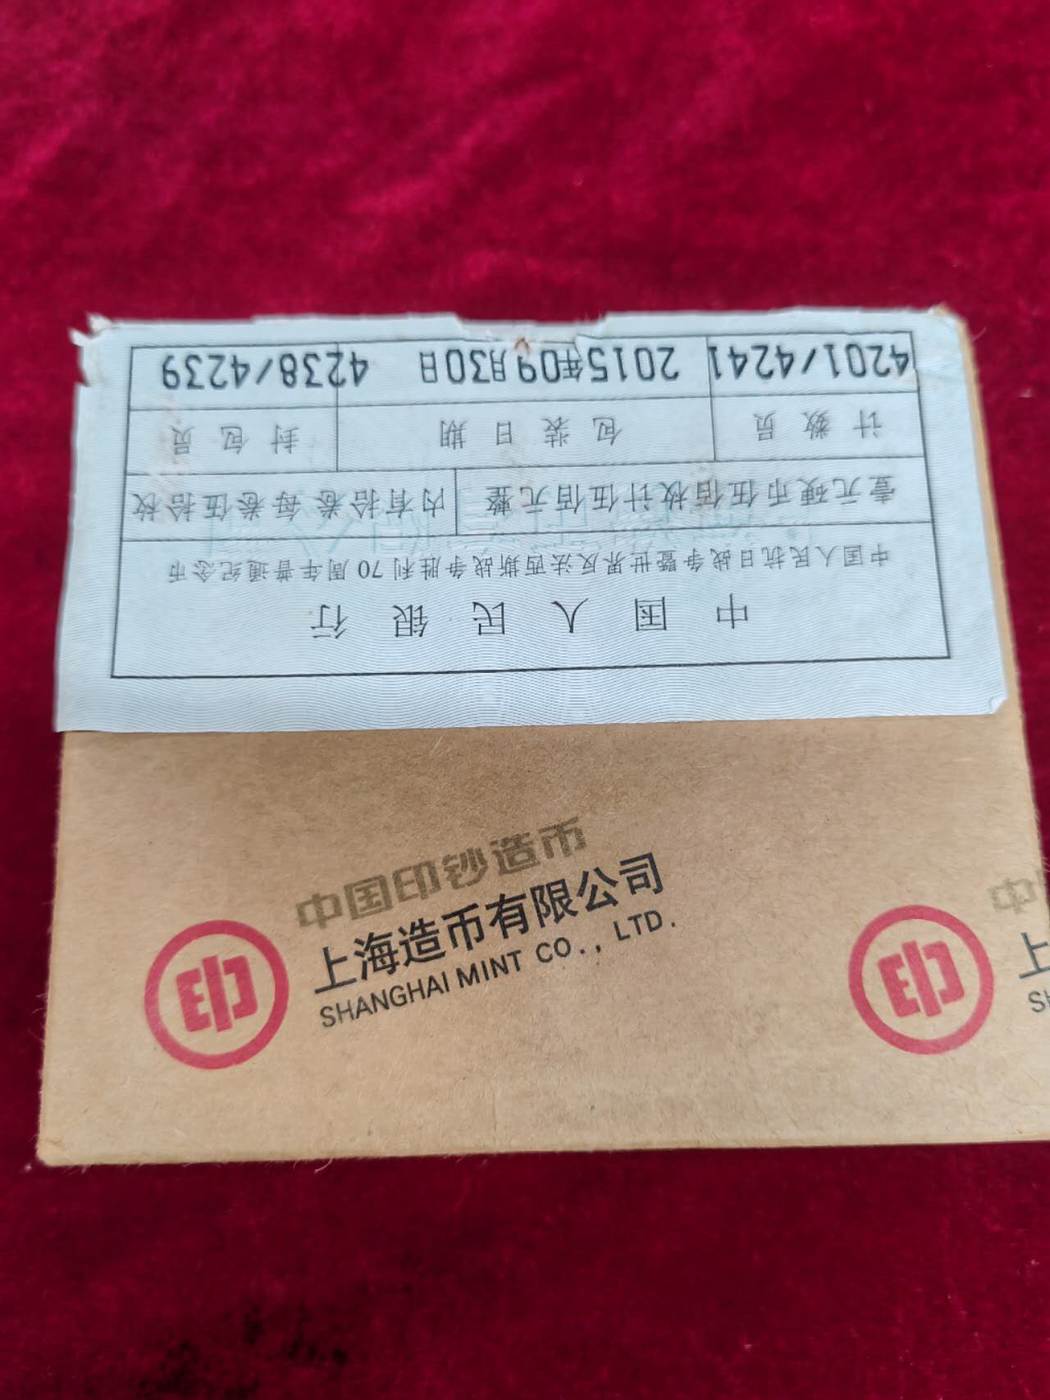 中国人民银行
中国人民抗日战争暨世界反法西斯战争胜利70周年普通纪念币
壹元硬币伍佰枚计伍佰元整 内有拾卷 每卷伍拾枚
计数员 包装日期 封包员
4201/4241 2015年09月30日 4238/4239
中国印钞造币
上海造币有限公司
SHANGHAI MINT CO., LTD.
中
上